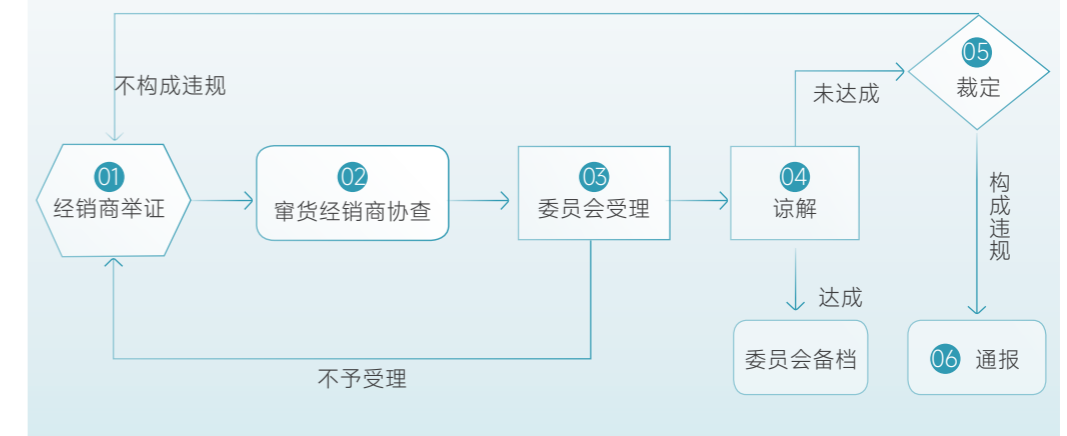 不构成违规
01
经销商举证
02
窜货经销商协查
03
委员会受理
04
谅解
未达成
05
裁定
构成违规
达成
委员会备档
06 通报
不予受理